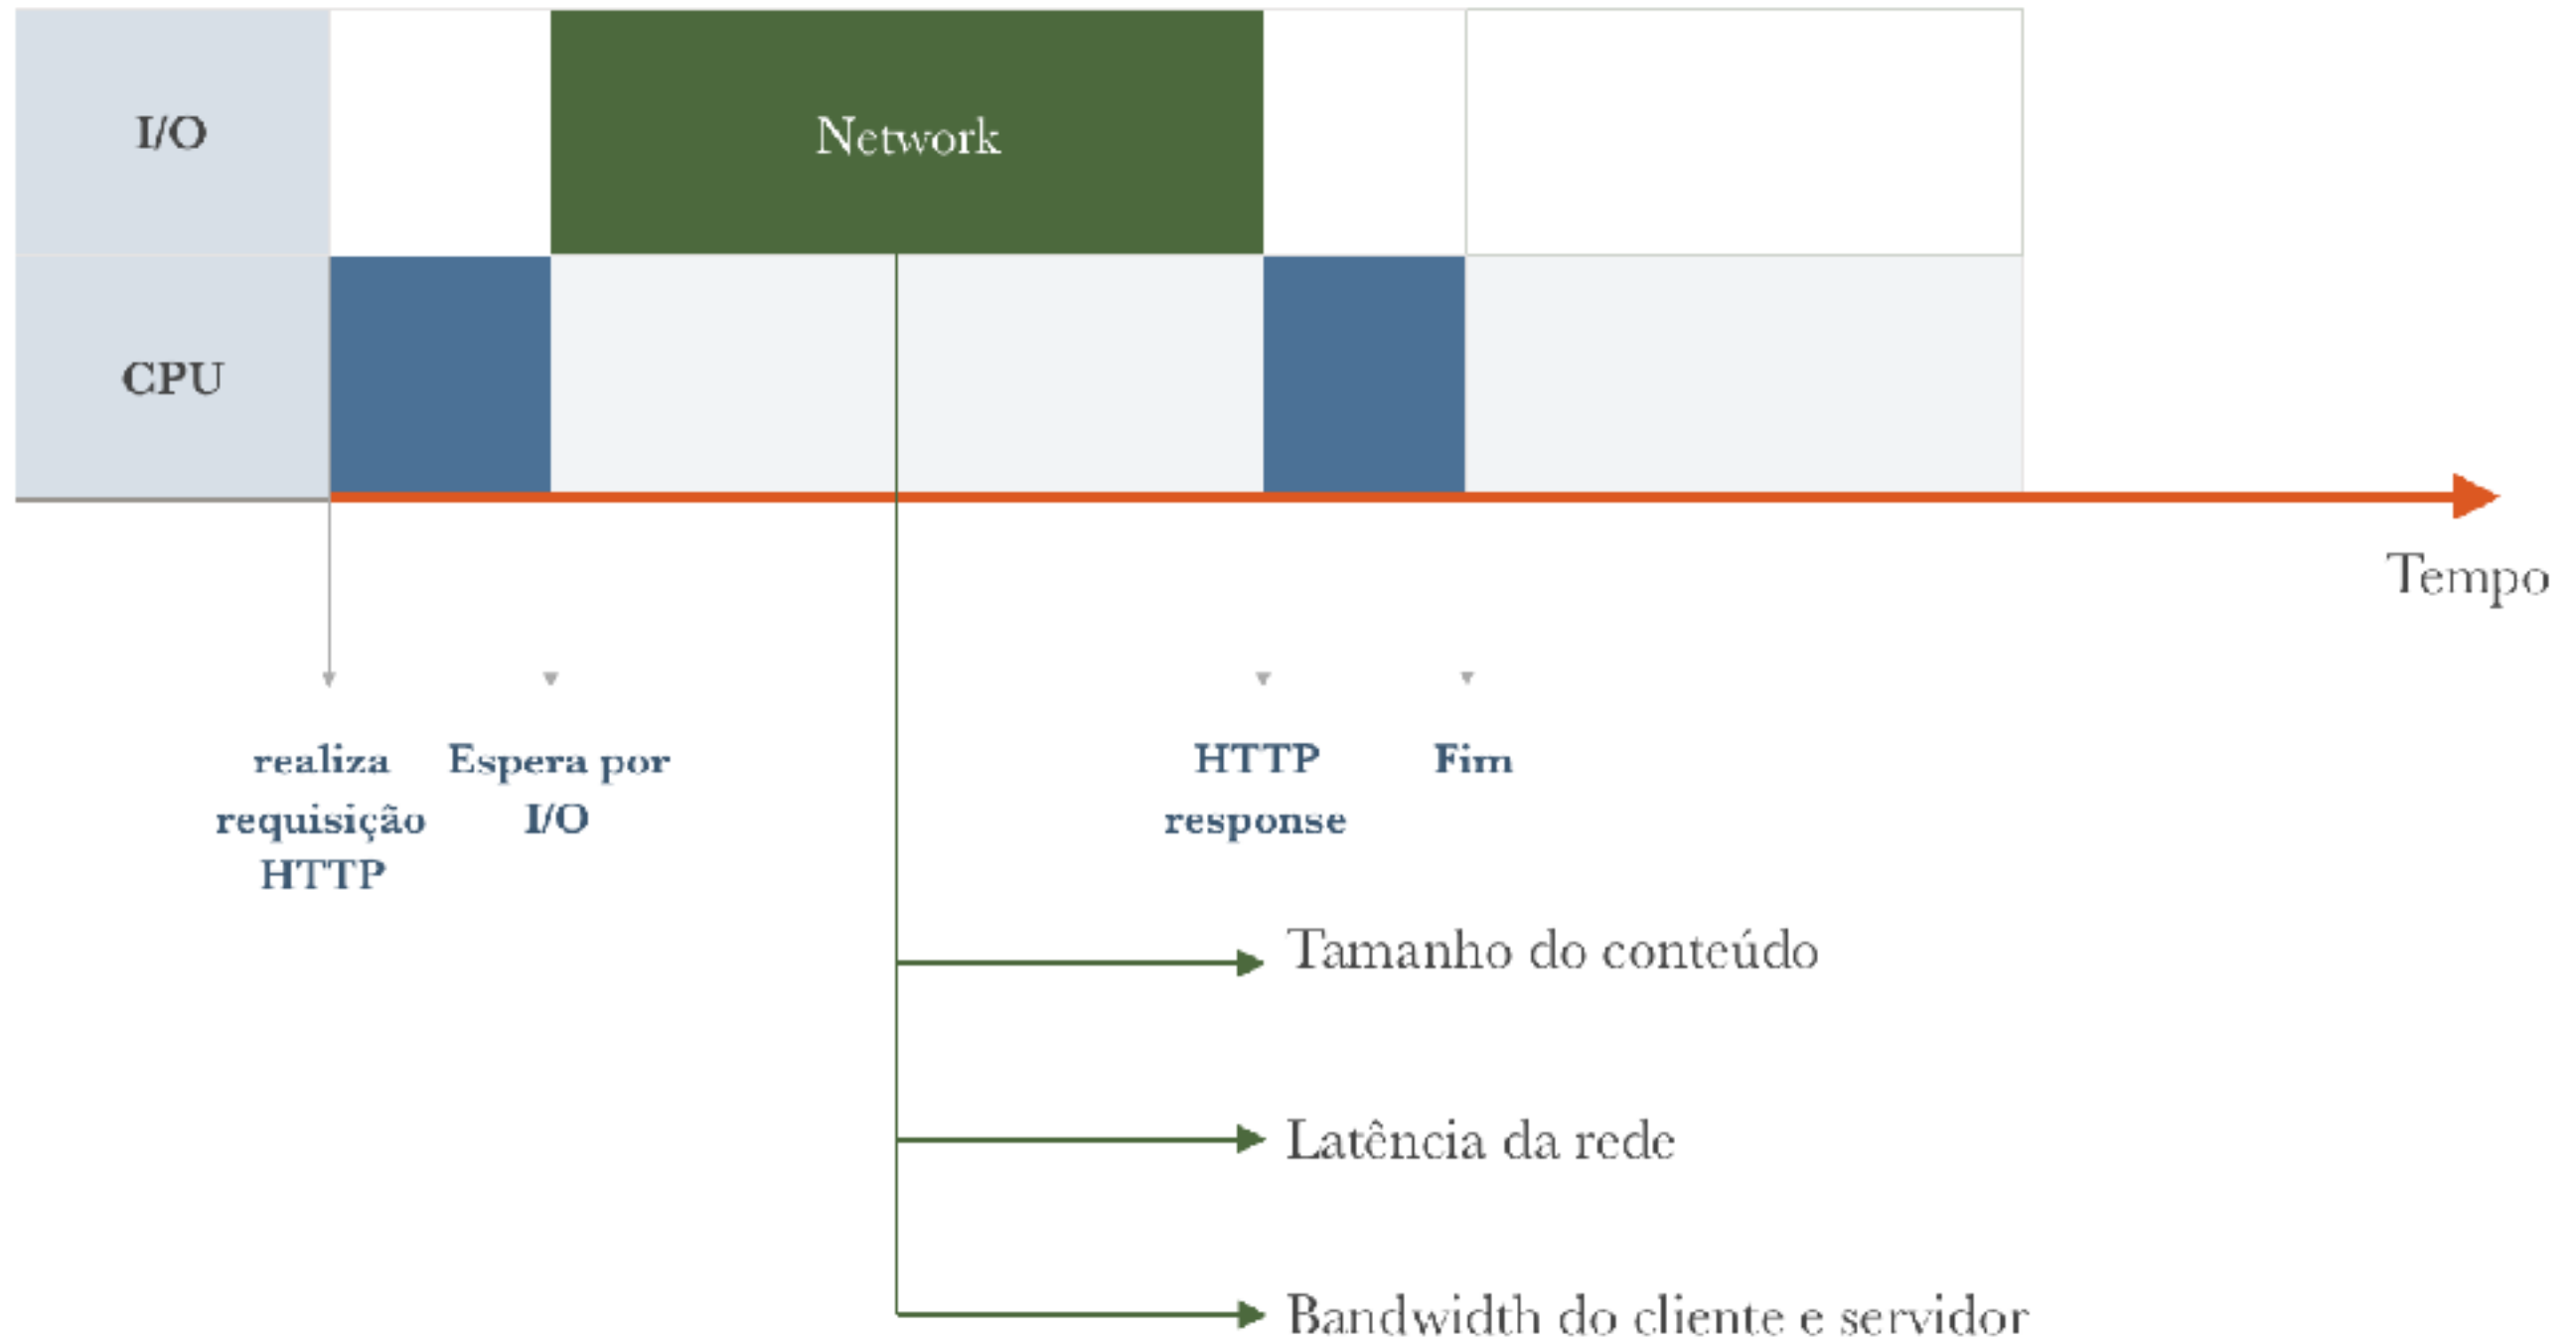 I/O
Network
CPU
Tempo
realiza
requisição
HTTP
Espera por
I/O
HTTP
response
Fim
Tamanho do conteúdo
Latência da rede
Bandwidth do cliente e servidor